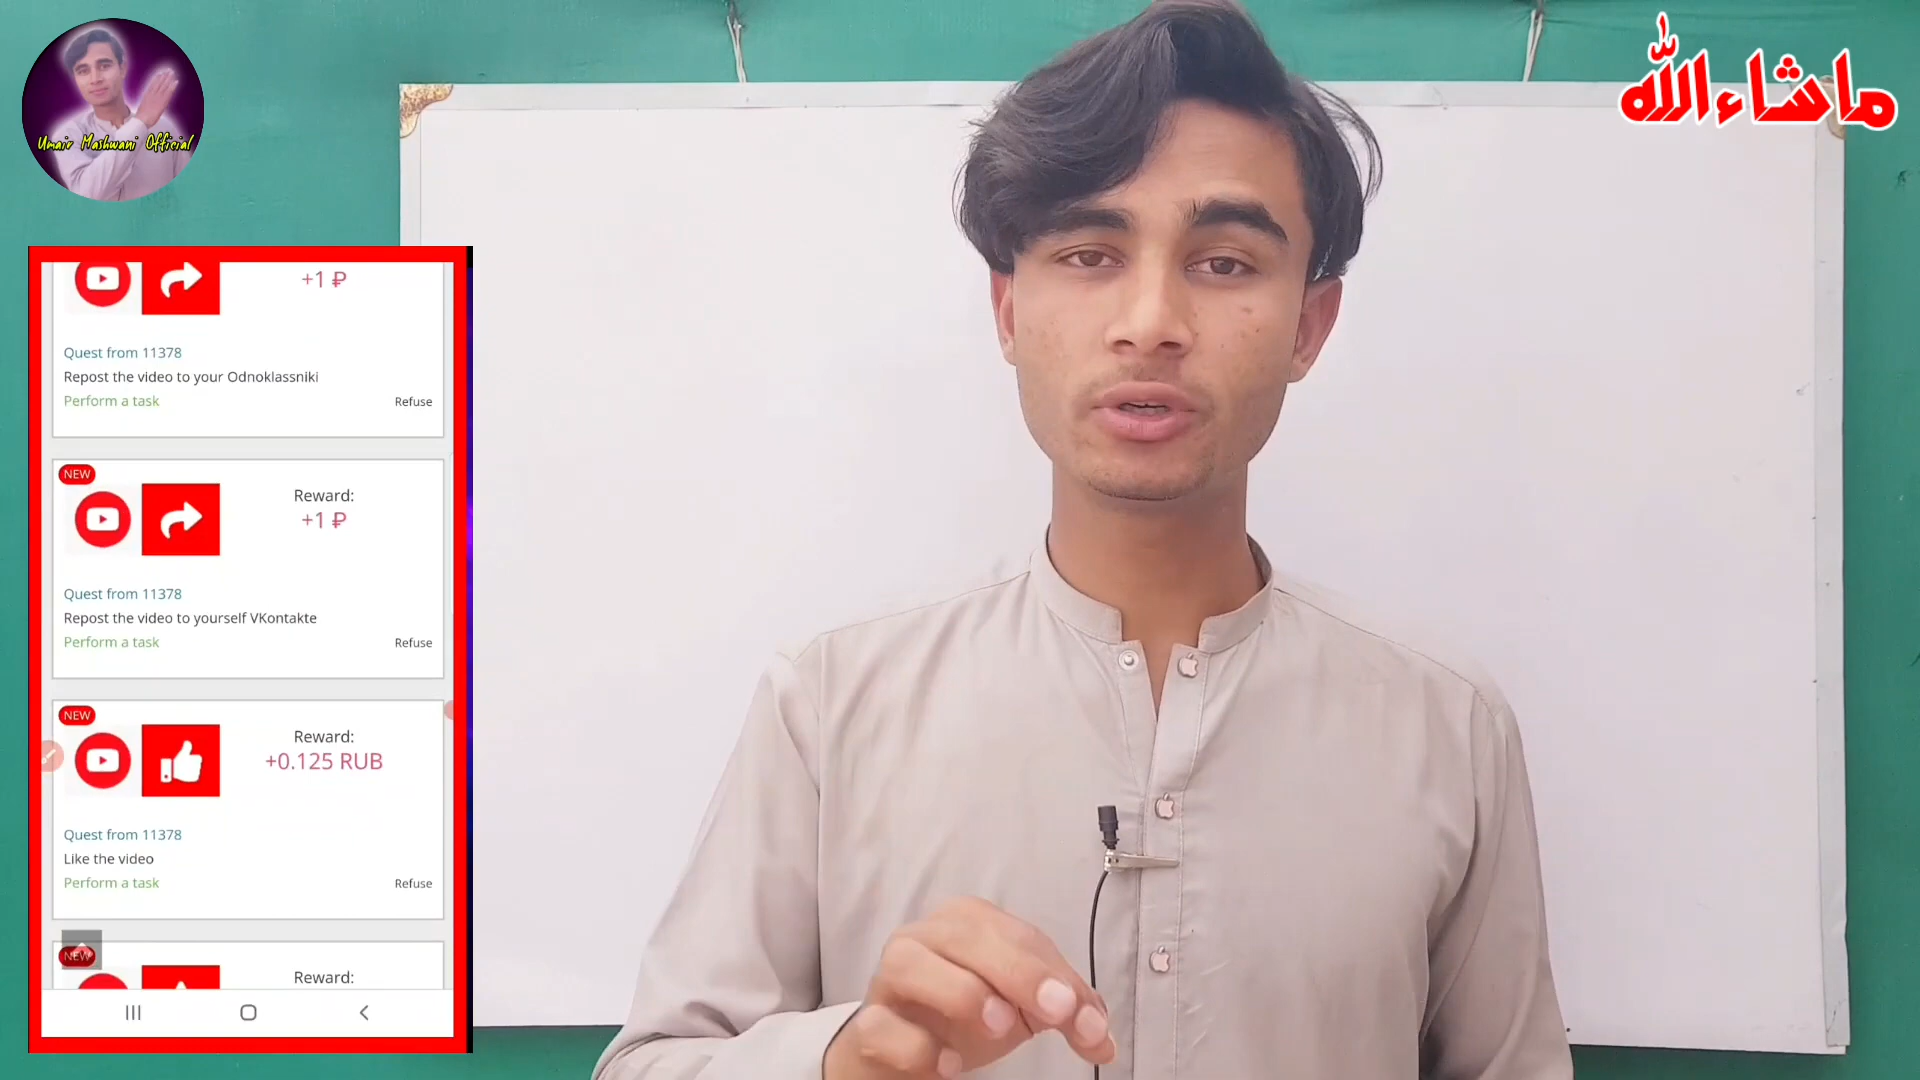 Umair Mashwani Official
ماشاءالله
+1 ₽
Quest from 11378
Repost the video to your Odnoklassniki
Perform a task
Refuse
NEW
Reward:
+1 ₽
Quest from 11378
Repost the video to yourself VKontakte
Perform a task
Refuse
NEW
Reward:
+0.125 RUB
Quest from 11378
Like the video
Perform a task
Refuse
NEW
Reward: